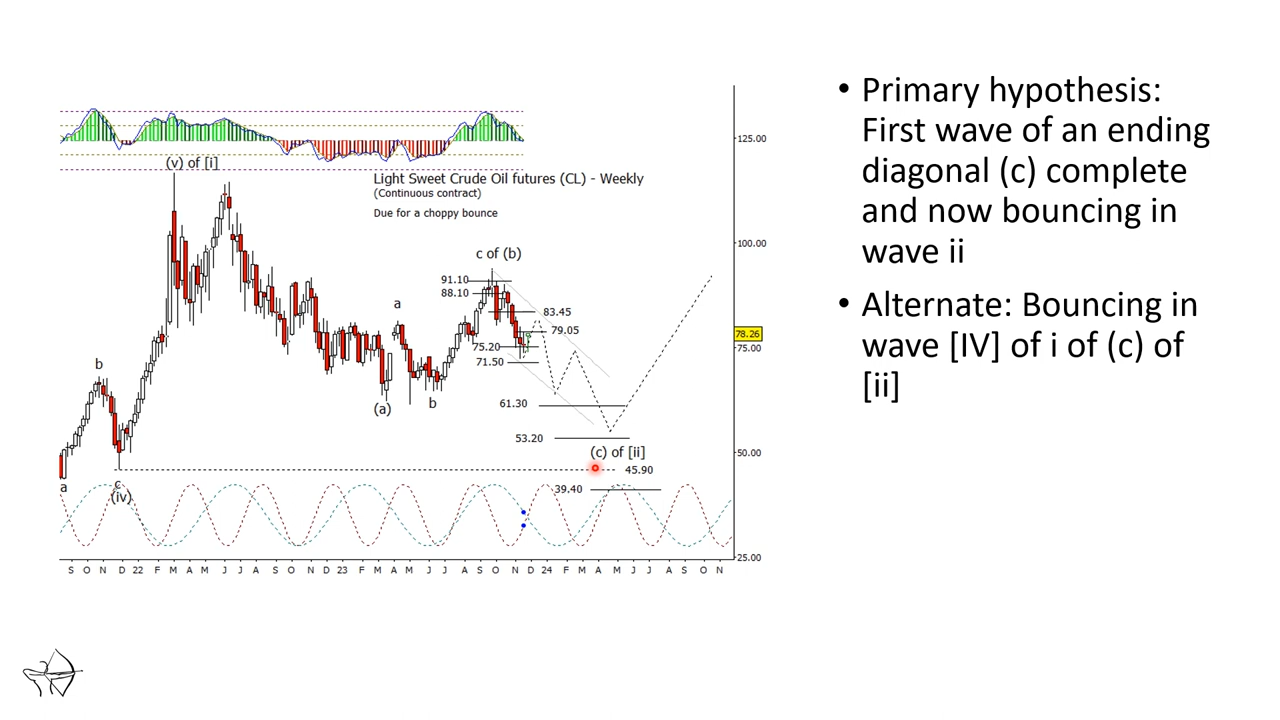 (v) of [i]
Light Sweet Crude Oil futures (CL) - Weekly
(Continuous contract)
Due for a choppy bounce
125.00
100.00
78.26
75.00
50.00
25.00
c of (b)
91.10
88.10
83.45
79.05
75.20
71.50
61.30
53.20
(c) of [ii]
45.90
39.40
a
b
c
(iv)
(a)
a
b
S O N D 22 F M A M J J A S O N D 23 F M A M J J A S O N D 24 F M A M J J A S O N
• Primary hypothesis:
First wave of an ending
diagonal (c) complete
and now bouncing in
wave ii
• Alternate: Bouncing in
wave [IV] of i of (c) of
[ii]